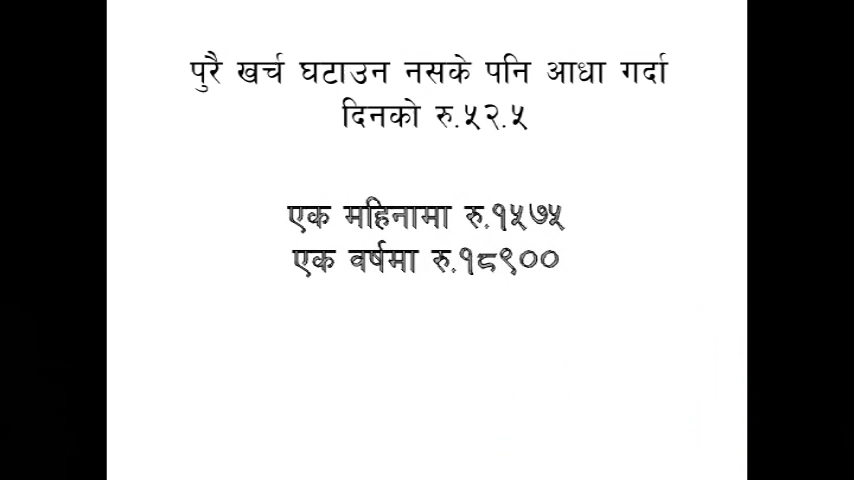 पुरै खर्च घटाउन नसके पनि आधा गर्दा
दिनको रु.५२.५
एक महिनामा रु.१५७५
एक वर्षमा रु.१८९००